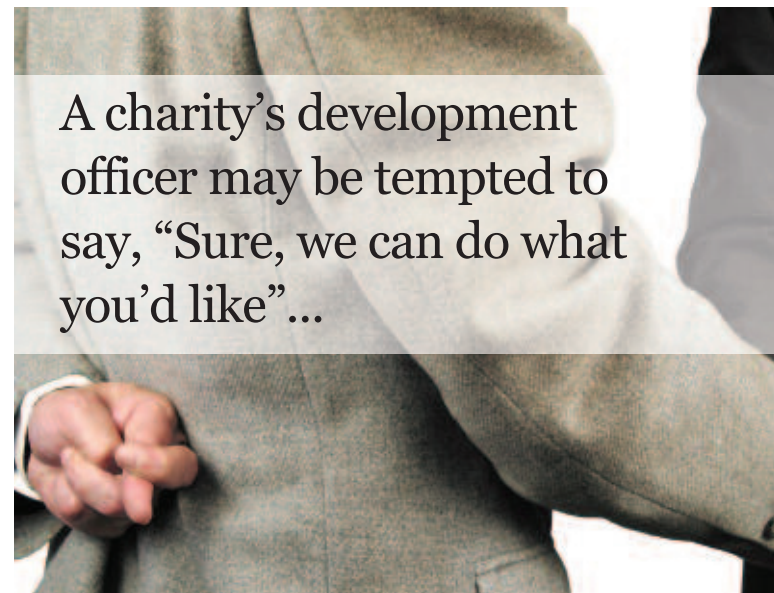 A charity’s development
officer may be tempted to
say, “Sure, we can do what
you’d like”...